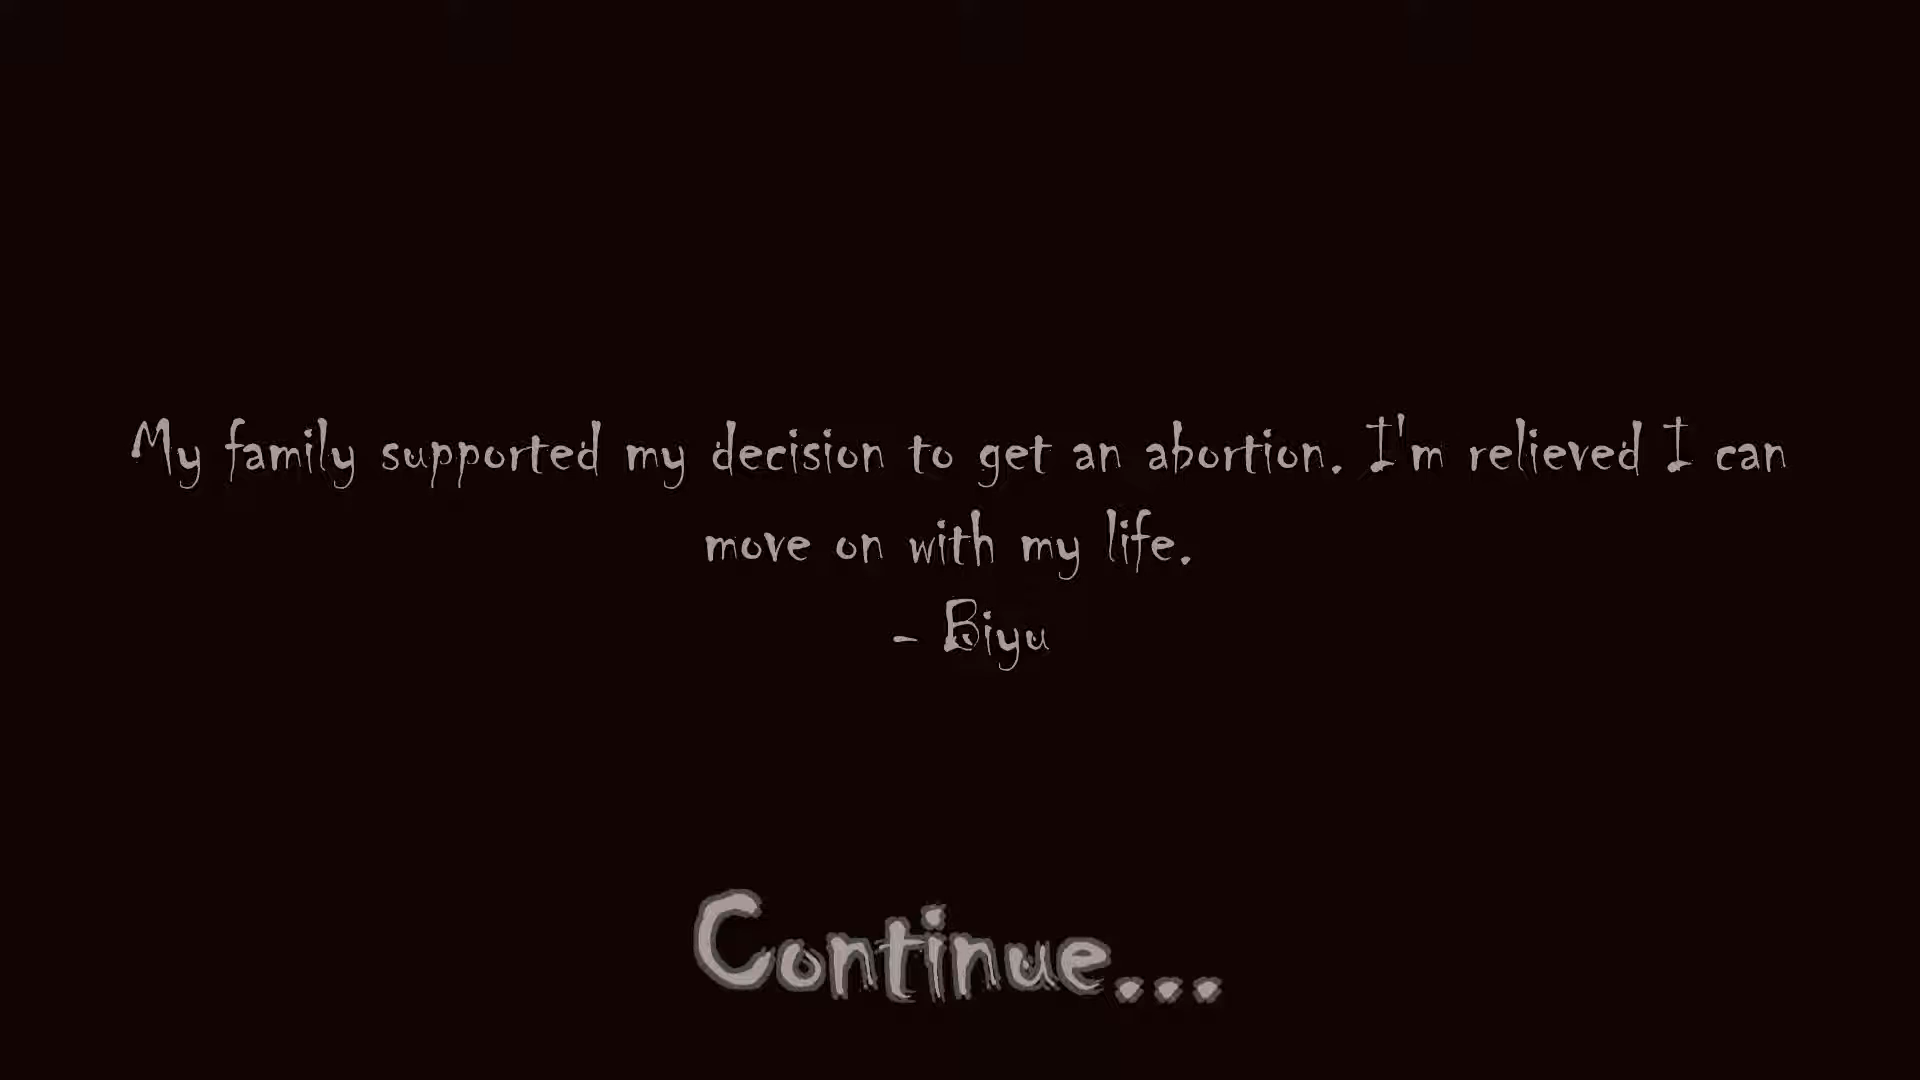 My family supported my decision to get an abortion. I'm relieved I can
move on with my life.
- Biyu
Continue...